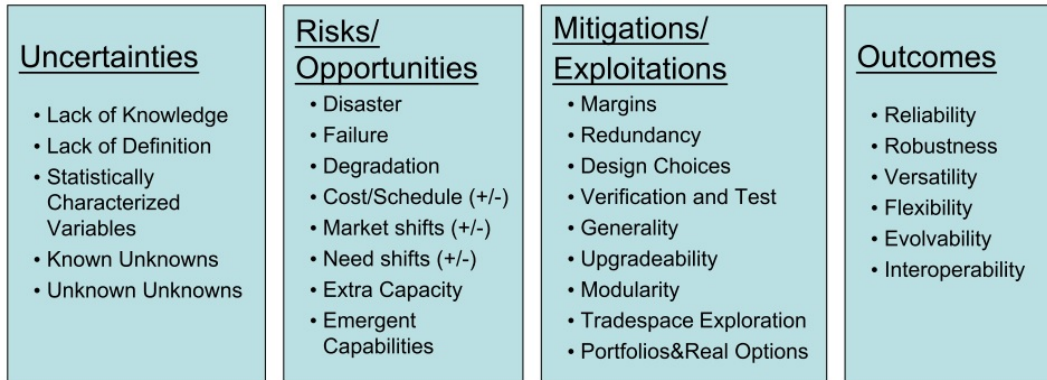 Uncertainties
• Lack of Knowledge
• Lack of Definition
• Statistically
Characterized
Variables
• Known Unknowns
• Unknown Unknowns
Risks/
Opportunities
• Disaster
• Failure
• Degradation
• Cost/Schedule (+/-)
• Market shifts (+/-)
• Need shifts (+/-)
• Extra Capacity
• Emergent
Capabilities
Mitigations/
Exploitations
• Margins
• Redundancy
• Design Choices
• Verification and Test
• Generality
• Upgradeability
• Modularity
• Tradespace Exploration
• Portfolios&Real Options
Outcomes
• Reliability
• Robustness
• Versatility
• Flexibility
• Evolvability
• Interoperability